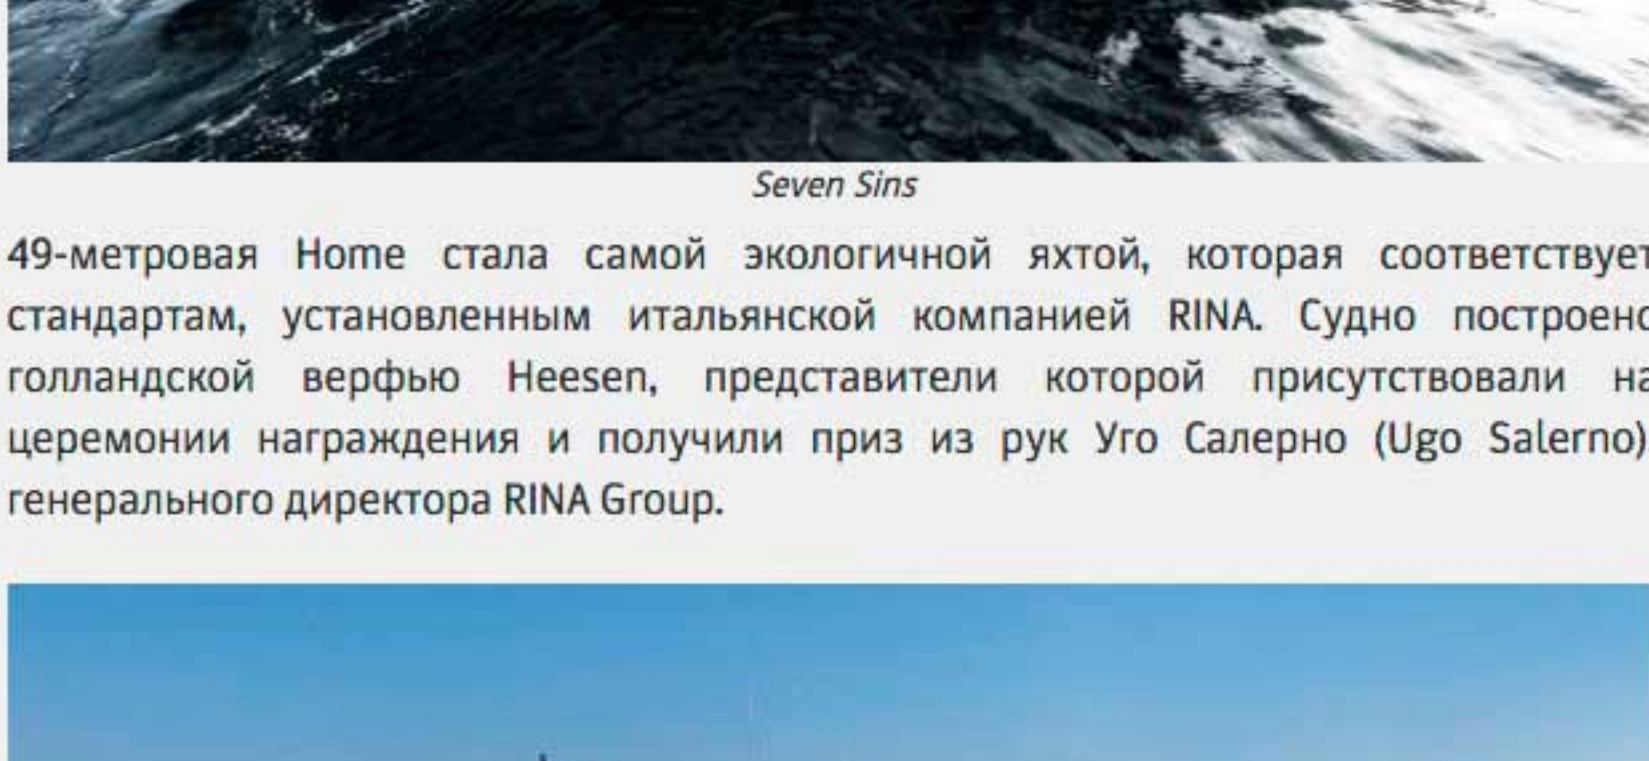 Seven Sins
49-метровая Home стала самой экологичной яхтой, которая соответствует
стандартам, установленным итальянской компанией RINA. Судно построено
голландской верфью Heesen, представители которой присутствовали на
церемонии награждения и получили приз из рук Уго Салерно (Ugo Salerno)
генерального директора RINA Group.